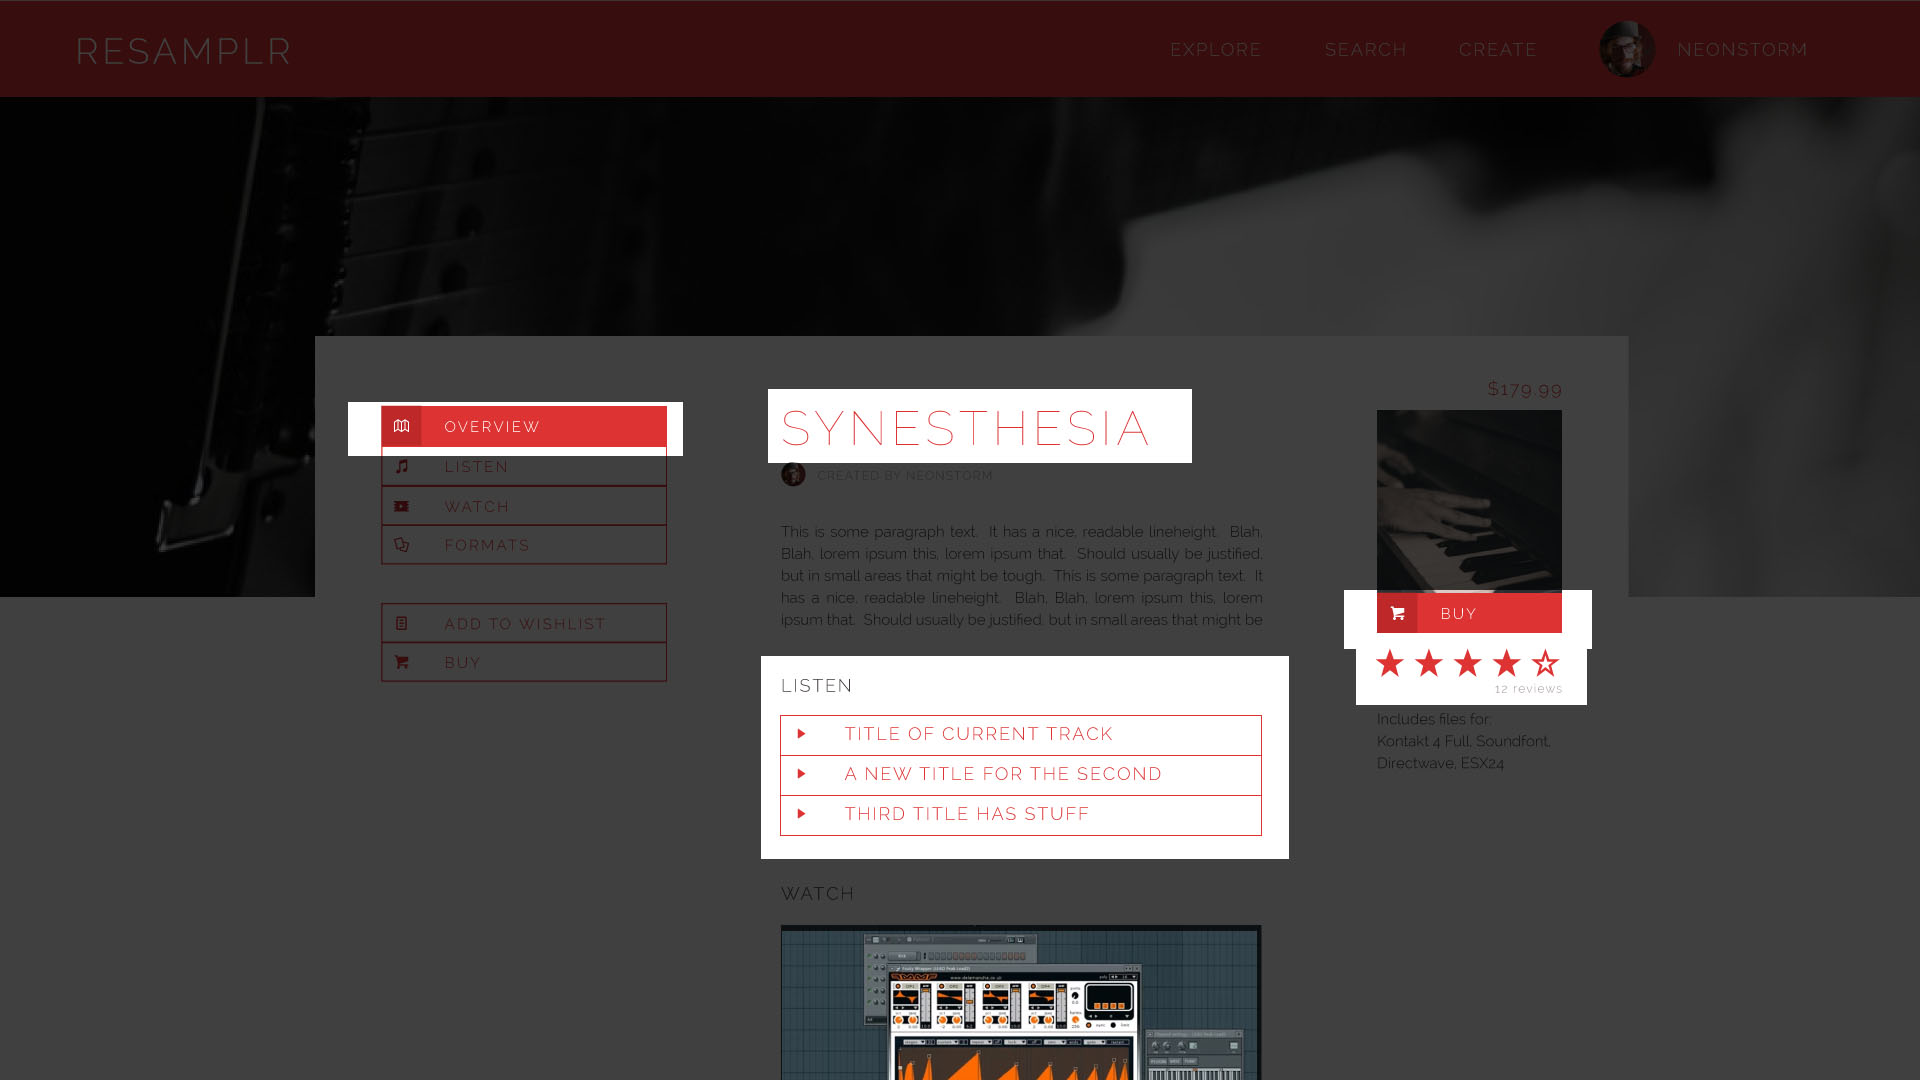 RESAMPLR
EXPLORE
SEARCH
CREATE
NEONSTORM
OVERVIEW
LISTEN
WATCH
FORMATS
ADD TO WISHLIST
BUY
SYNESTHESIA
CREATED BY NEONSTORM
This is some paragraph text. It has a nice, readable lineheight. Blah,
Blah, lorem ipsum this, lorem ipsum that. Should usually be justified,
but in small areas that might be tough. This is some paragraph text. It
has a nice, readable lineheight. Blah, Blah, lorem ipsum this, lorem
ipsum that. Should usually be justified, but in small areas that might be
LISTEN
TITLE OF CURRENT TRACK
A NEW TITLE FOR THE SECOND
THIRD TITLE HAS STUFF
WATCH
$179.99
BUY
12 reviews
Includes files for:
Kontakt 4 Full, Soundfont,
Directwave, ESX24